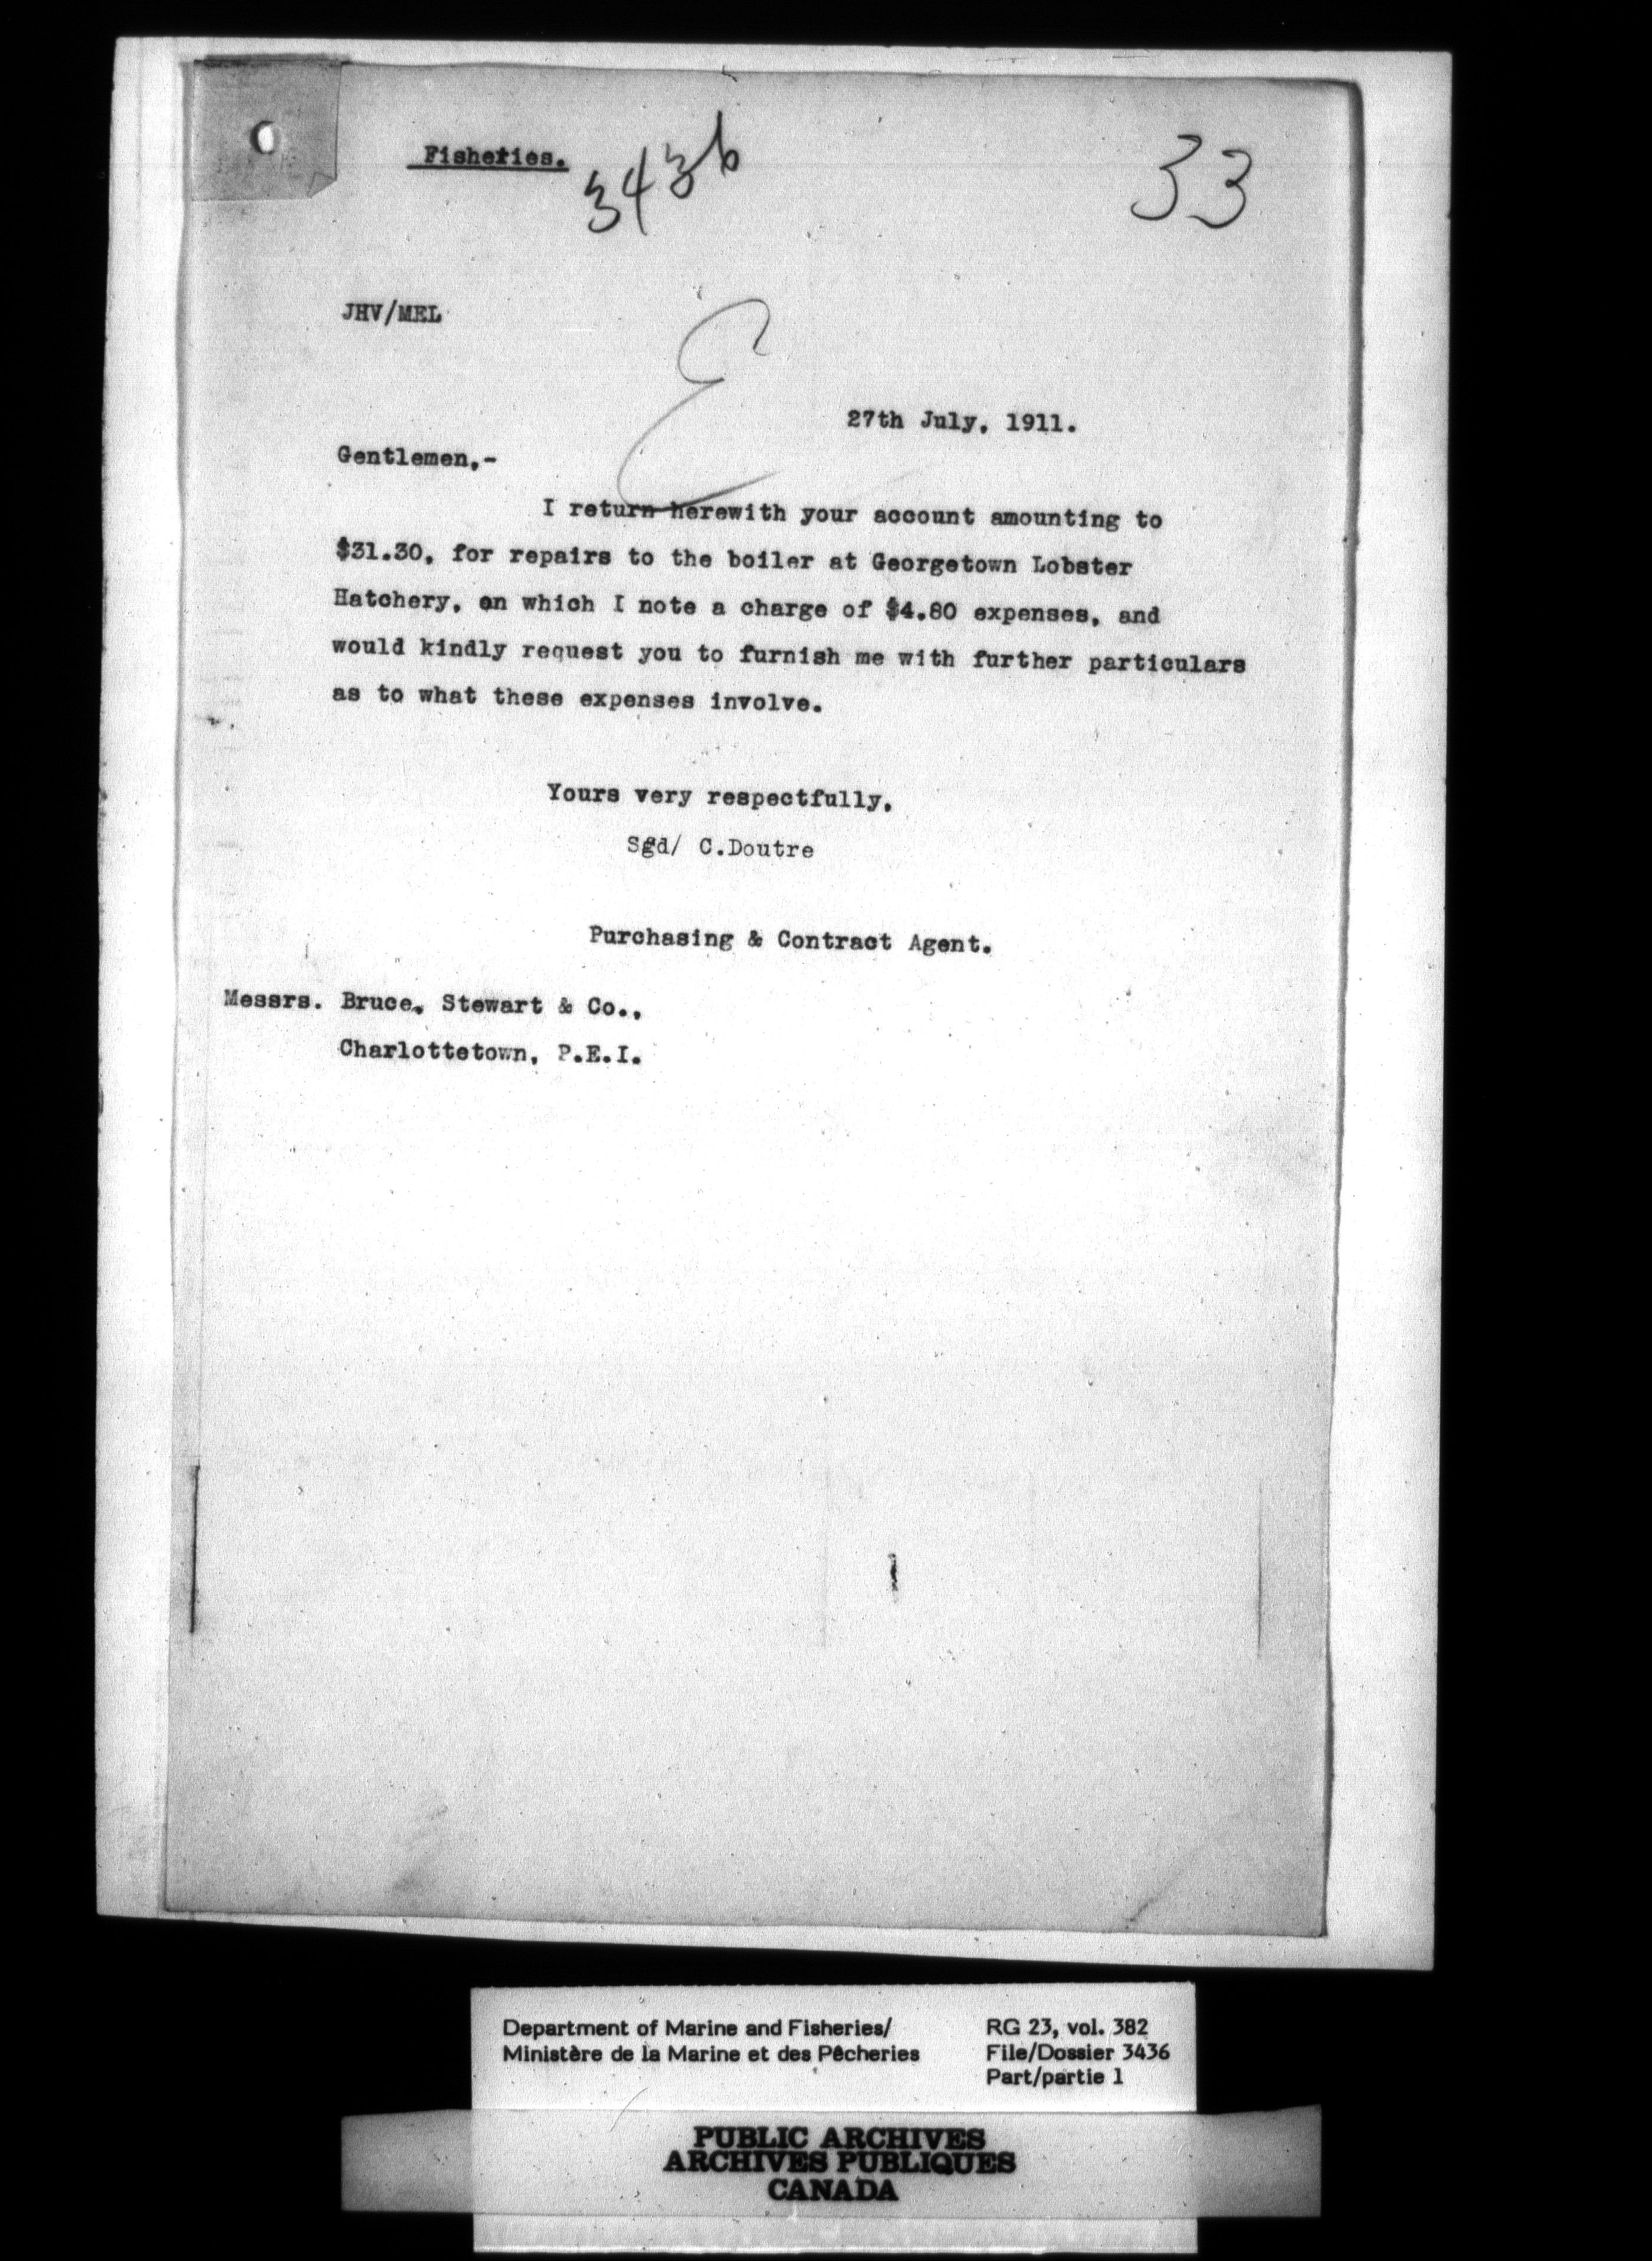 Fisheries.
3436
33
JHV/MEL
E
27th July, 1911.
Gentlemen,-
I return herewith your account amounting to
$31.30, for repairs to the boiler at Georgetown Lobster
Hatchery, on which I note a charge of $4.80 expenses, and
would kindly request you to furnish me with further particulars
as to what these expenses involve.
Yours very respectfully,
Sgd/ C.Doutre
Purchasing & Contract Agent.
Messrs. Bruce, Stewart & Co.,
Charlottetown, P.E.I.
Department of Marine and Fisheries/
Ministère de la Marine et des Pêcheries
RG 23, vol. 382
File/Dossier 3436
Part/partie 1
PUBLIC ARCHIVES
ARCHIVES PUBLIQUES
CANADA